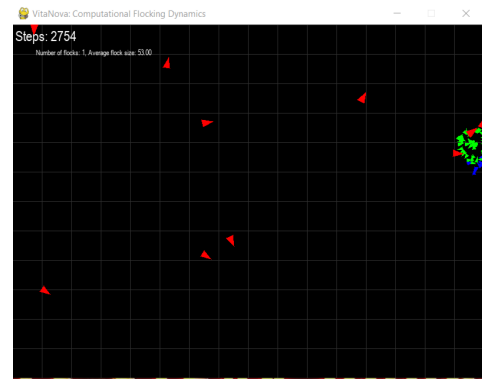 VitaNova: Computational Flocking Dynamics
Steps: 2754
Number of flocks: 1, Average flock size: 53.00